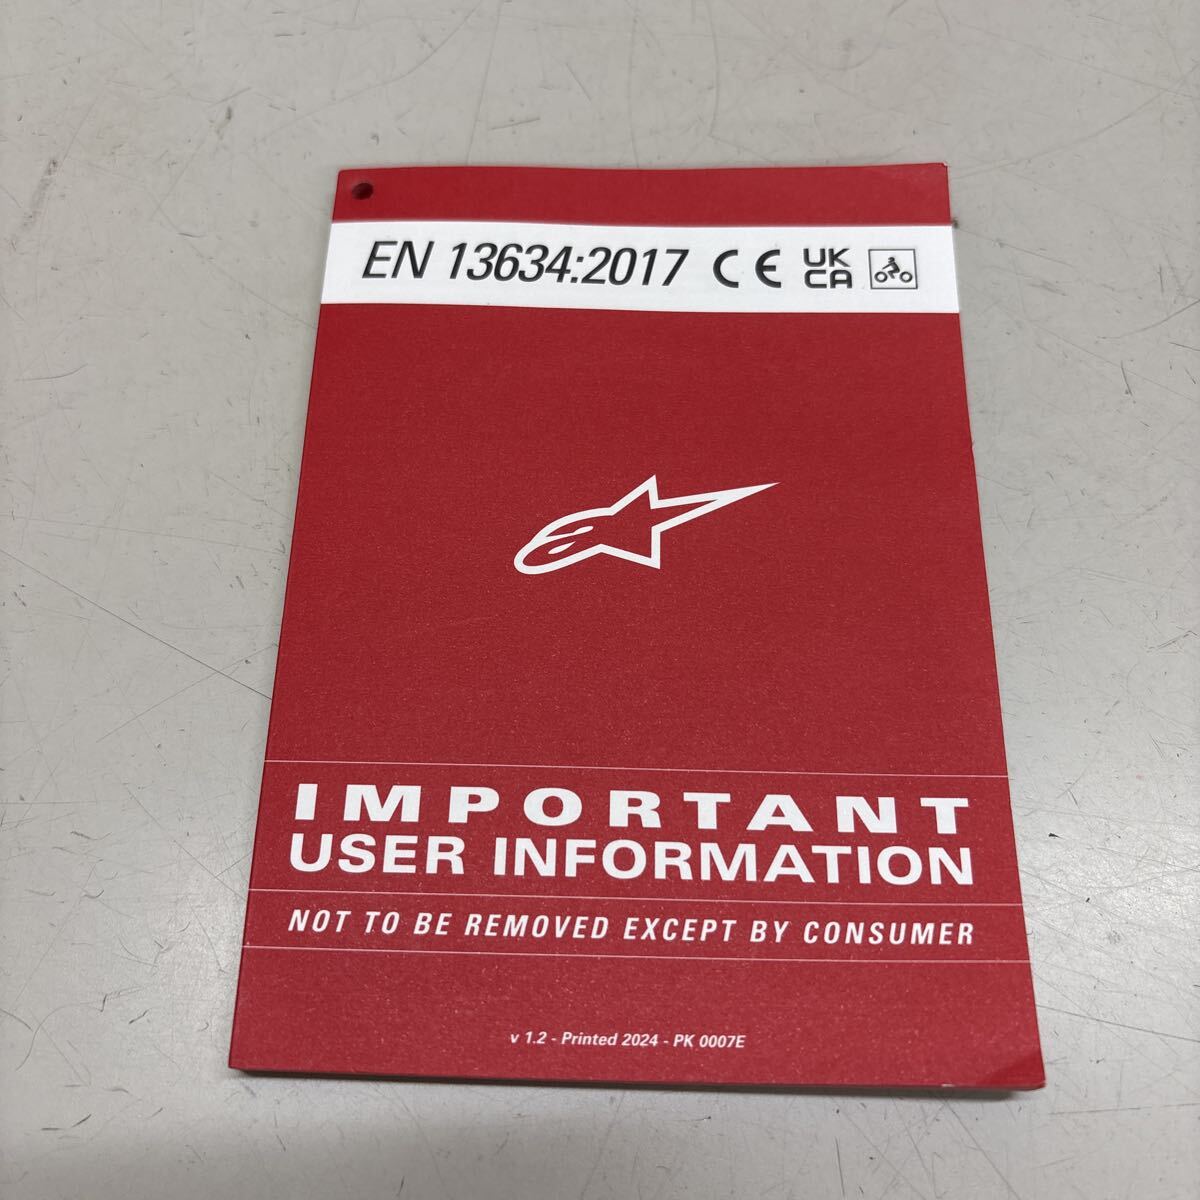 EN 13634:2017 CE UK CA
IMPORTANT
USER INFORMATION
NOT TO BE REMOVED EXCEPT BY CONSUMER
v 1.2 - Printed 2024 - PK 0007E